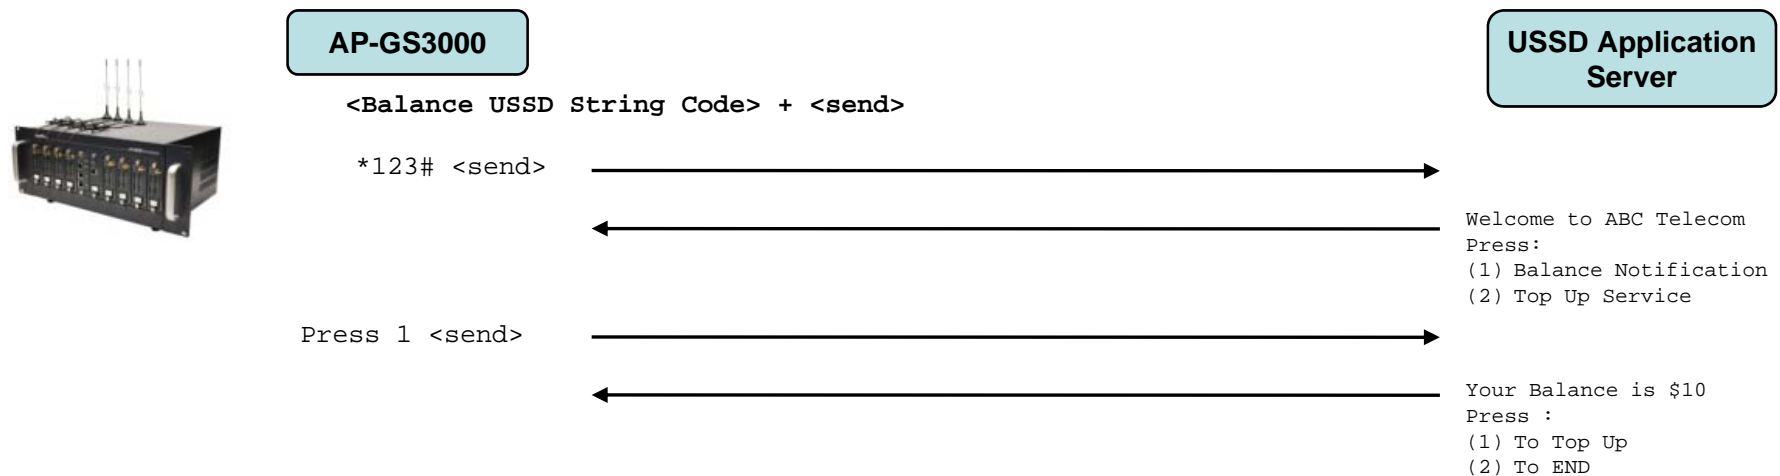 AP-GS3000
USSD Application
Server
<Balance USSD String Code> + <send>
*123# <send>
Welcome to ABC Telecom
Press:
(1) Balance Notification
(2) Top Up Service
Press 1 <send>
Your Balance is $10
Press :
(1) To Top Up
(2) To END